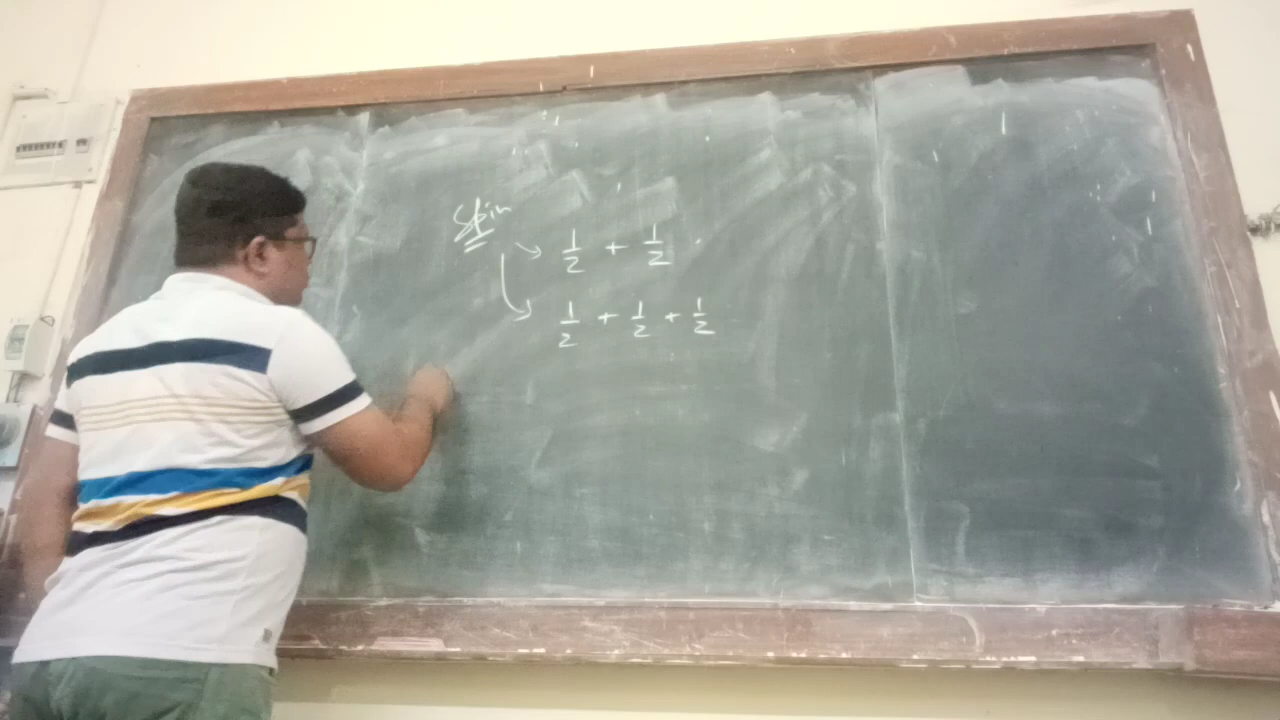 Spin
→ 1/2 + 1/2
→ 1/2 + 1/2 + 1/2